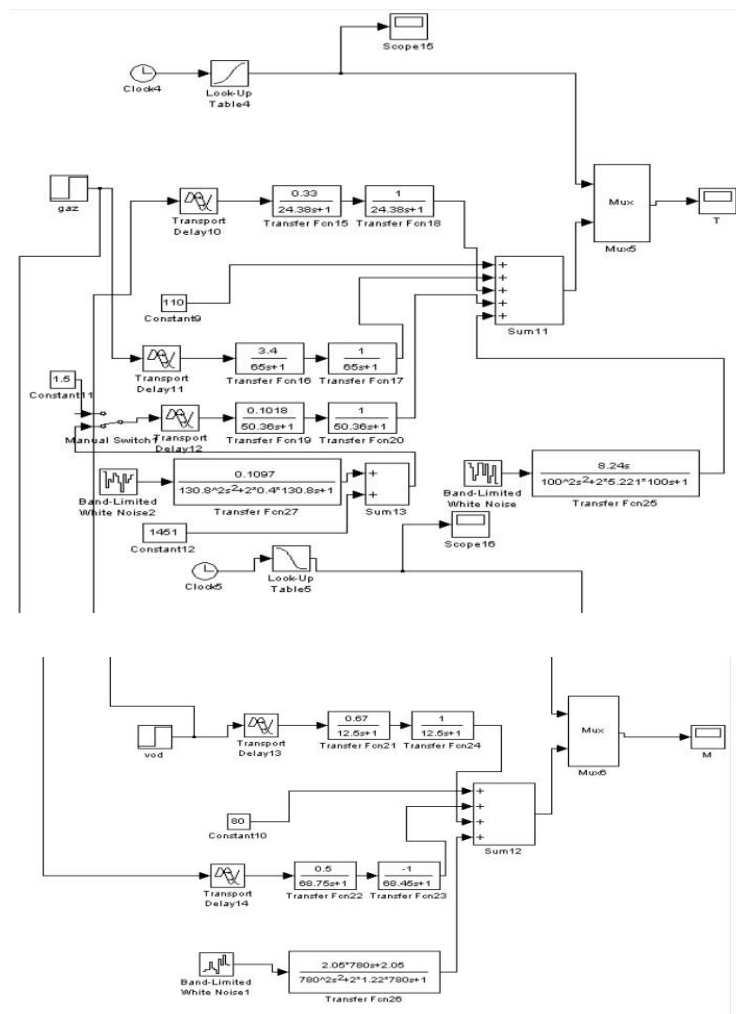 Scope15
Clock4
Look-Up
Table4
gaz
Transport
Delay10
0.33
24.38s+1
Transfer Fcn15
1
24.38s+1
Transfer Fcn18
Mux
Mux5
T
110
Constant9
+
+
+
+
+
Sum11
1.5
Constant11
Transport
Delay11
3.4
65s+1
Transfer Fcn16
1
65s+1
Transfer Fcn17
Manual Switch1
Transport
Delay12
0.1018
50.36s+1
Transfer Fcn19
1
50.36s+1
Transfer Fcn20
Band-Limited
White Noise2
0.1097
130.8^2s²+2*0.4*130.8s+1
Transfer Fcn27
+
+
Sum13
Band-Limited
White Noise
8.24s
100^2s²+2*5.221*100s+1
Transfer Fcn25
1451
Constant12
Scope16
Clock5
Look-Up
Table5
vod
Transport
Delay13
0.67
12.5s+1
Transfer Fcn21
1
12.5s+1
Transfer Fcn24
Mux
Mux6
M
80
Constant10
+
+
+
+
Sum12
Transport
Delay14
0.5
68.75s+1
Transfer Fcn22
-1
68.45s+1
Transfer Fcn23
Band-Limited
White Noise1
2.05*780s+2.05
780^2s²+2*1.22*780s+1
Transfer Fcn26